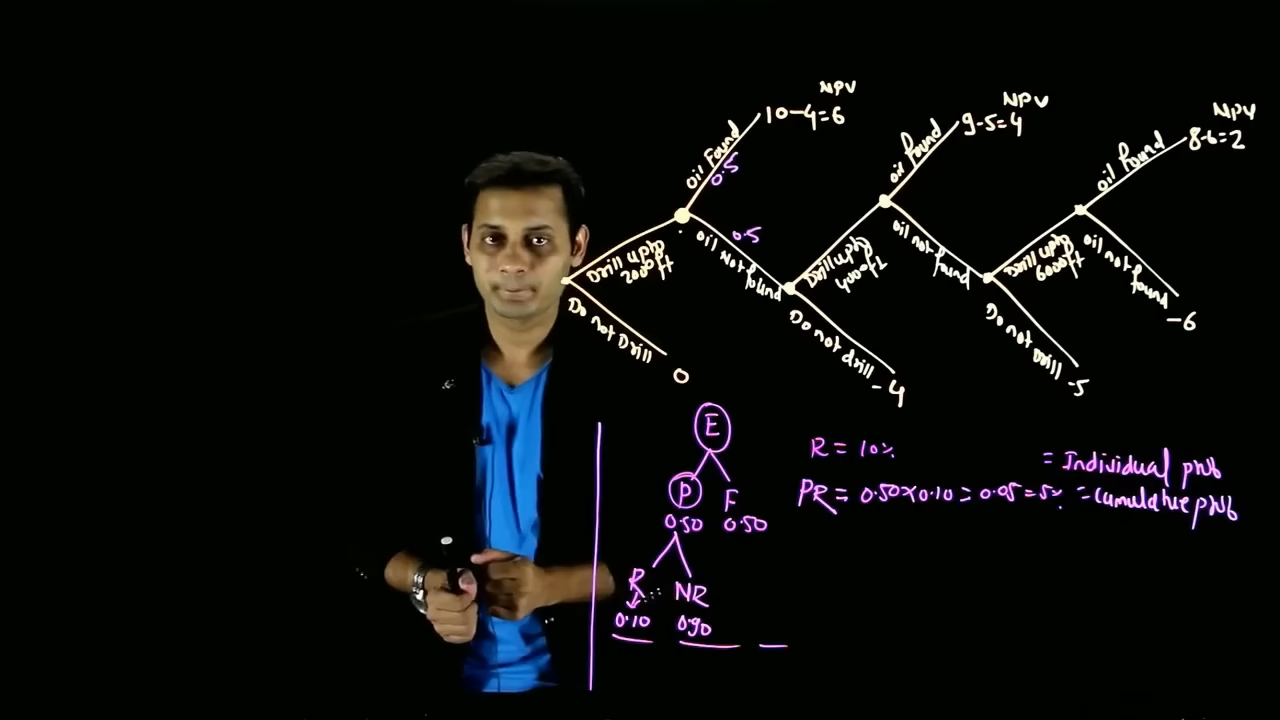 NPV
10-4=6
Oil Found
0.5
NPV
9-5=4
oil found
NPV
8-6=2
oil found
Drill upto
2000ft
0.5
Oil Not found
Drill upto
4000ft
oil not found
Drill upto
6000ft
oil not found
-6
Do not Drill
0
Do not drill -4
Do not Drill -5
E
P
F
0.50
0.50
R
NR
0.10
0.90
R = 10%
= Individual prob
PR = 0.50×0.10 = 0.05 = 5%
= cumulative prob